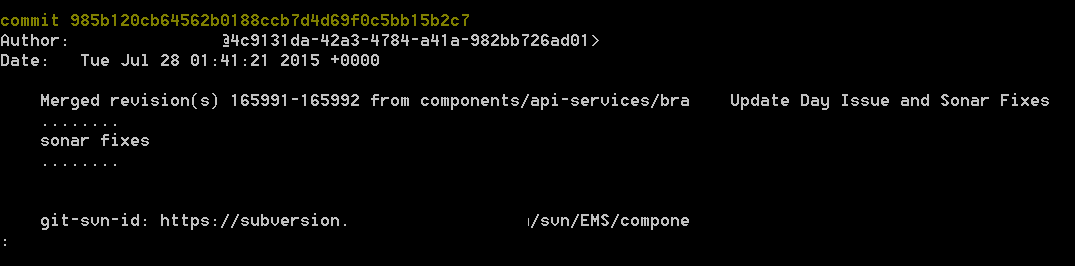 commit 985b120cb64562b0188ccb7d4d69f0c5bb15b2c7
Author: @4c9131da-42a3-4784-a41a-982bb726ad01>
Date:   Tue Jul 28 01:41:21 2015 +0000
Merged revision(s) 165991-165992 from components/api-services/bra    Update Day Issue and Sonar Fixes
........
sonar fixes
........
git-svn-id: https://subversion. /svn/EMS/compone
: